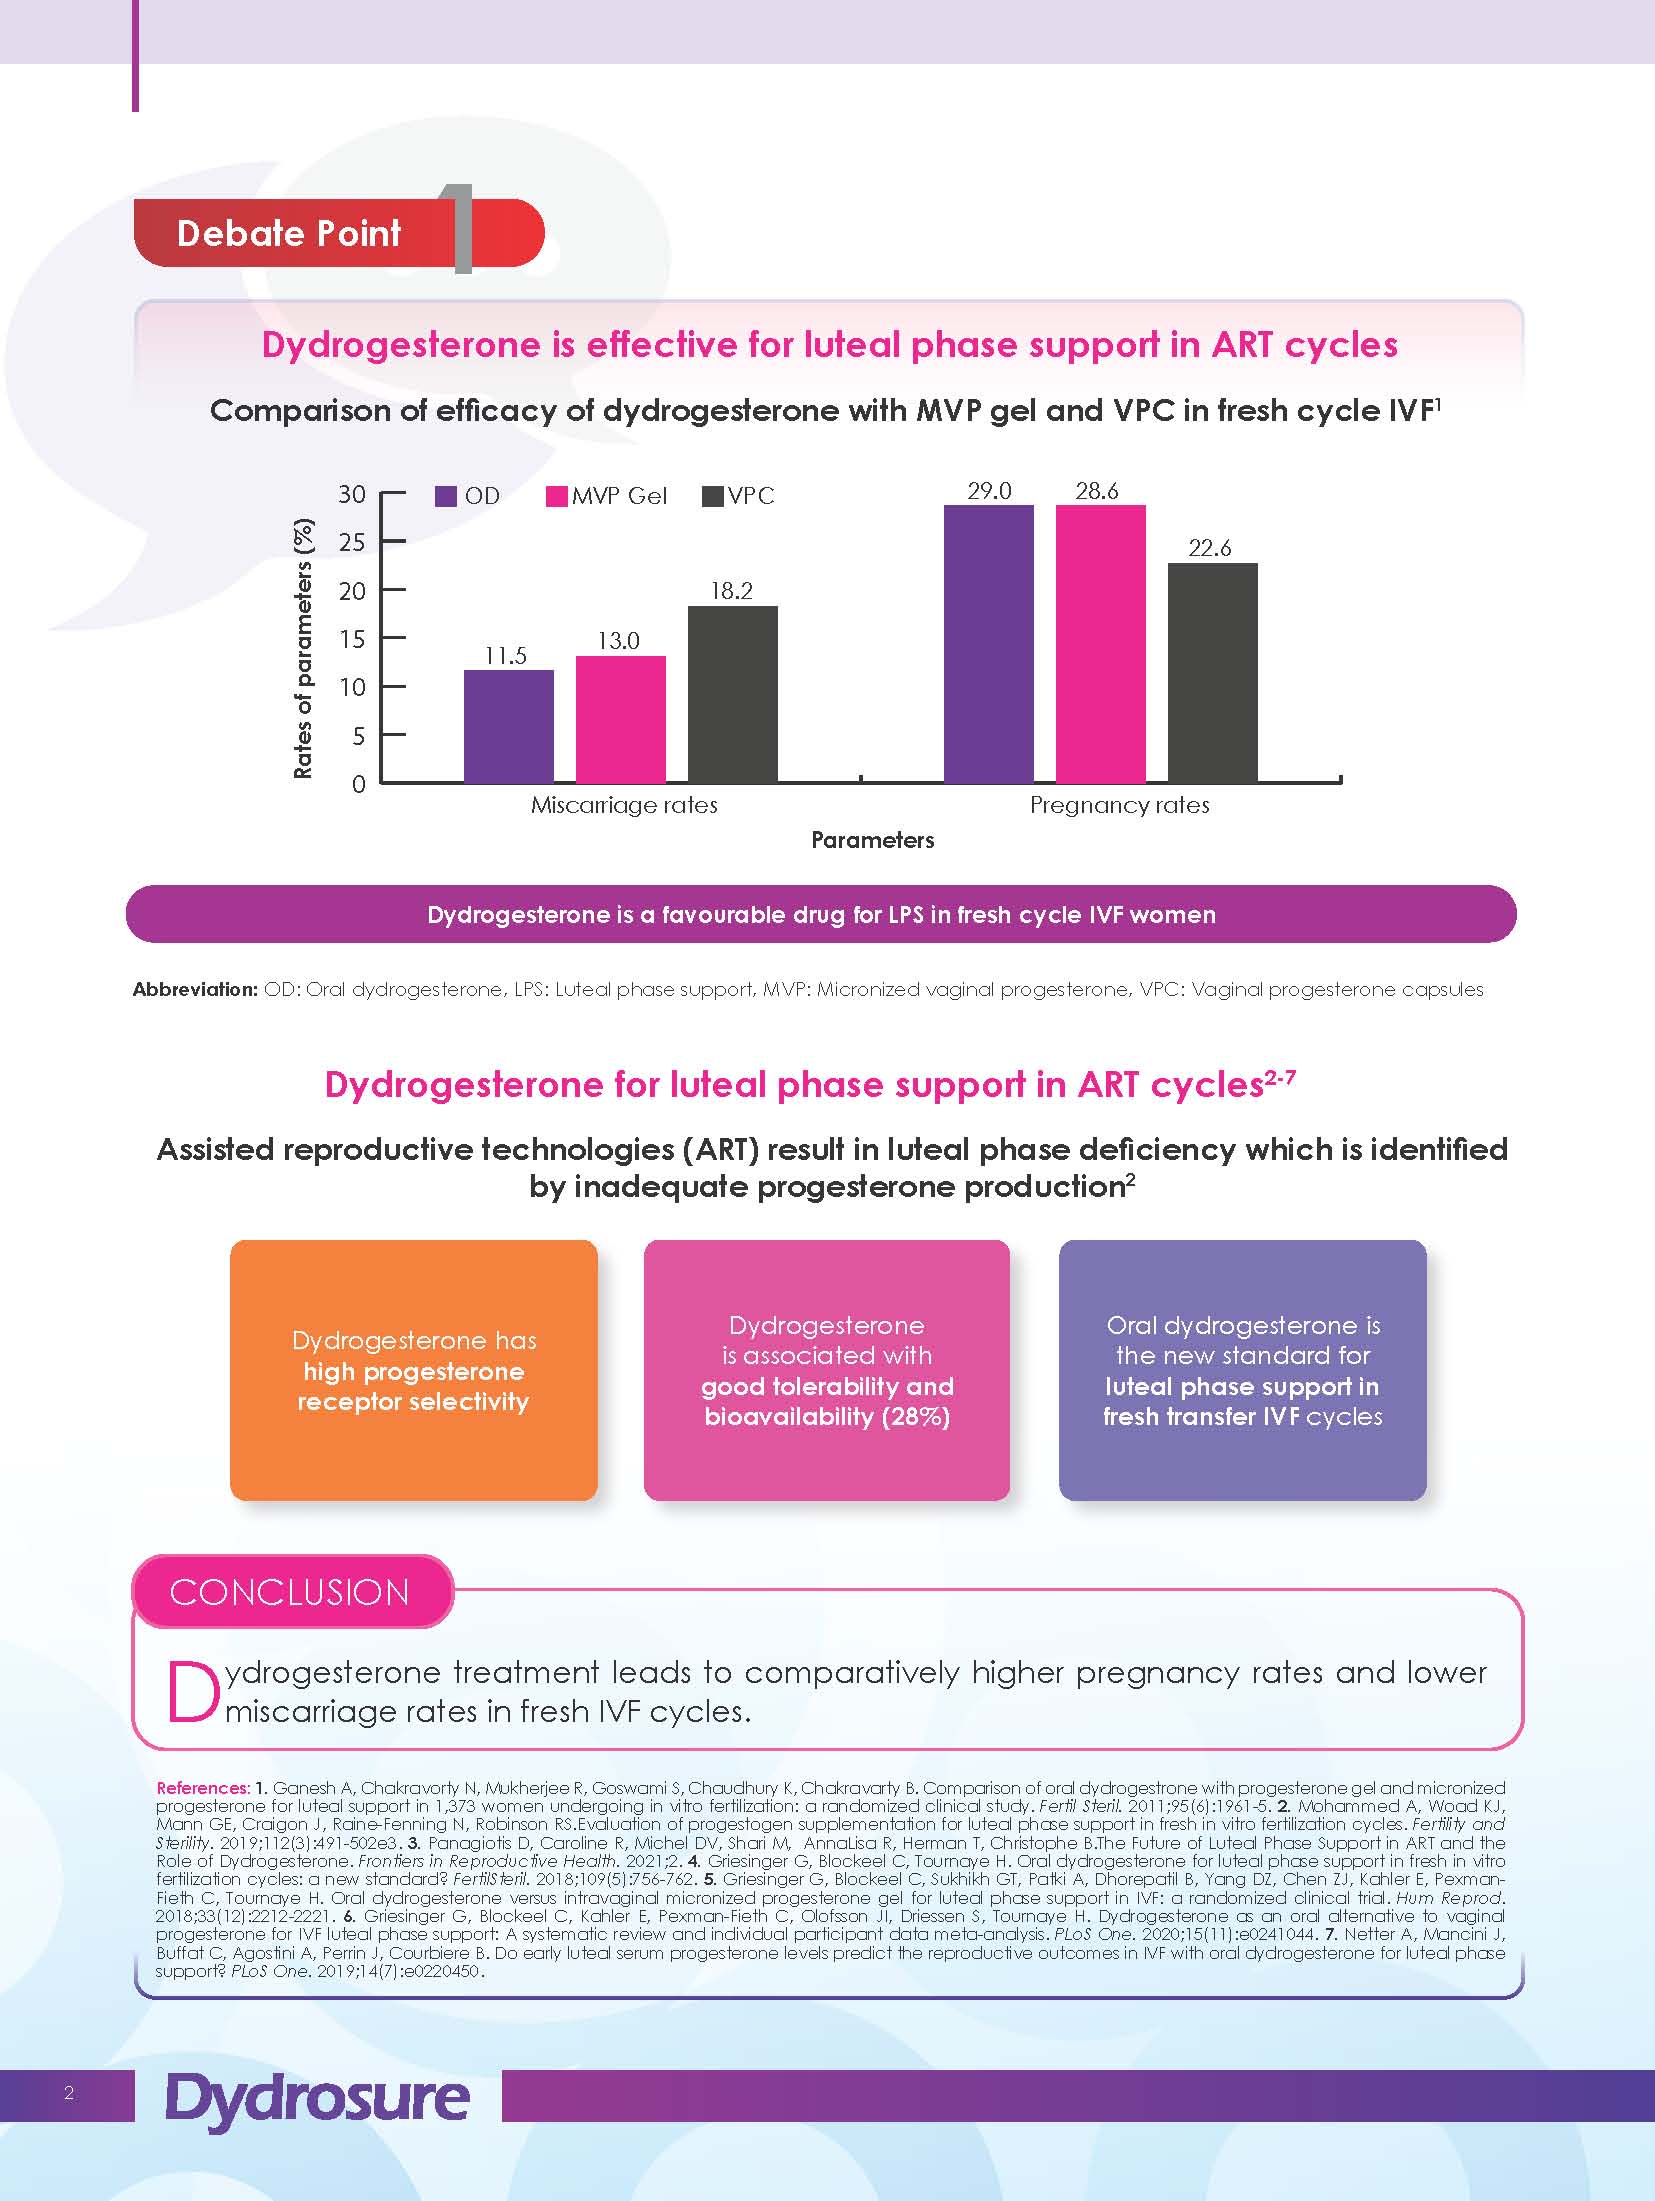 Debate Point 1
Dydrogesterone is effective for luteal phase support in ART cycles
Comparison of efficacy of dydrogesterone with MVP gel and VPC in fresh cycle IVF1
OD MVP Gel VPC
Rates of parameters (%)
30
25
20
15
10
5
0
11.5
13.0
18.2
29.0
28.6
22.6
Miscarriage rates
Pregnancy rates
Parameters
Dydrogesterone is a favourable drug for LPS in fresh cycle IVF women
Abbreviation: OD: Oral dydrogesterone, LPS: Luteal phase support, MVP: Micronized vaginal progesterone, VPC: Vaginal progesterone capsules
Dydrogesterone for luteal phase support in ART cycles2-7
Assisted reproductive technologies (ART) result in luteal phase deficiency which is identified
by inadequate progesterone production2
Dydrogesterone has
high progesterone
receptor selectivity
Dydrogesterone
is associated with
good tolerability and
bioavailability (28%)
Oral dydrogesterone is
the new standard for
luteal phase support in
fresh transfer IVF cycles
CONCLUSION
Dydrogesterone treatment leads to comparatively higher pregnancy rates and lower
miscarriage rates in fresh IVF cycles.
References: 1. Ganesh A, Chakravorty N, Mukherjee R, Goswami S, Chaudhury K, Chakravarty B. Comparison of oral dydrogestrone with progesterone gel and micronized
progesterone for luteal support in 1,373 women undergoing in vitro fertilization: a randomized clinical study. Fertil Steril. 2011;95(6):1961-5. 2. Mohammed A, Woad KJ,
Mann GE, Craigon J, Raine-Fenning N, Robinson RS.Evaluation of progestogen supplementation for luteal phase support in fresh in vitro fertilization cycles. Fertility and
Sterility. 2019;112(3):491-502e3. 3. Panagiotis D, Caroline R, Michel DV, Shari M, AnnaLisa R, Herman T, Christophe B.The Future of Luteal Phase Support in ART and the
Role of Dydrogesterone. Frontiers in Reproductive Health. 2021;2. 4. Griesinger G, Blockeel C, Tournaye H. Oral dydrogesterone for luteal phase support in fresh in vitro
fertilization cycles: a new standard? FertilSteril. 2018;109(5):756-762. 5. Griesinger G, Blockeel C, Sukhikh GT, Patki A, Dhorepatil B, Yang DZ, Chen ZJ, Kahler E, Pexman-
Fieth C, Tournaye H. Oral dydrogesterone versus intravaginal micronized progesterone gel for luteal phase support in IVF: a randomized clinical trial. Hum Reprod.
2018;33(12):2212-2221. 6. Griesinger G, Blockeel C, Kahler E, Pexman-Fieth C, Olofsson JI, Driessen S, Tournaye H. Dydrogesterone as an oral alternative to vaginal
progesterone for IVF luteal phase support: A systematic review and individual participant data meta-analysis. PLoS One. 2020;15(11):e0241044. 7. Netter A, Mancini J,
Buffat C, Agostini A, Perrin J, Courbiere B. Do early luteal serum progesterone levels predict the reproductive outcomes in IVF with oral dydrogesterone for luteal phase
support? PLoS One. 2019;14(7):e0220450.
2
Dydrosure